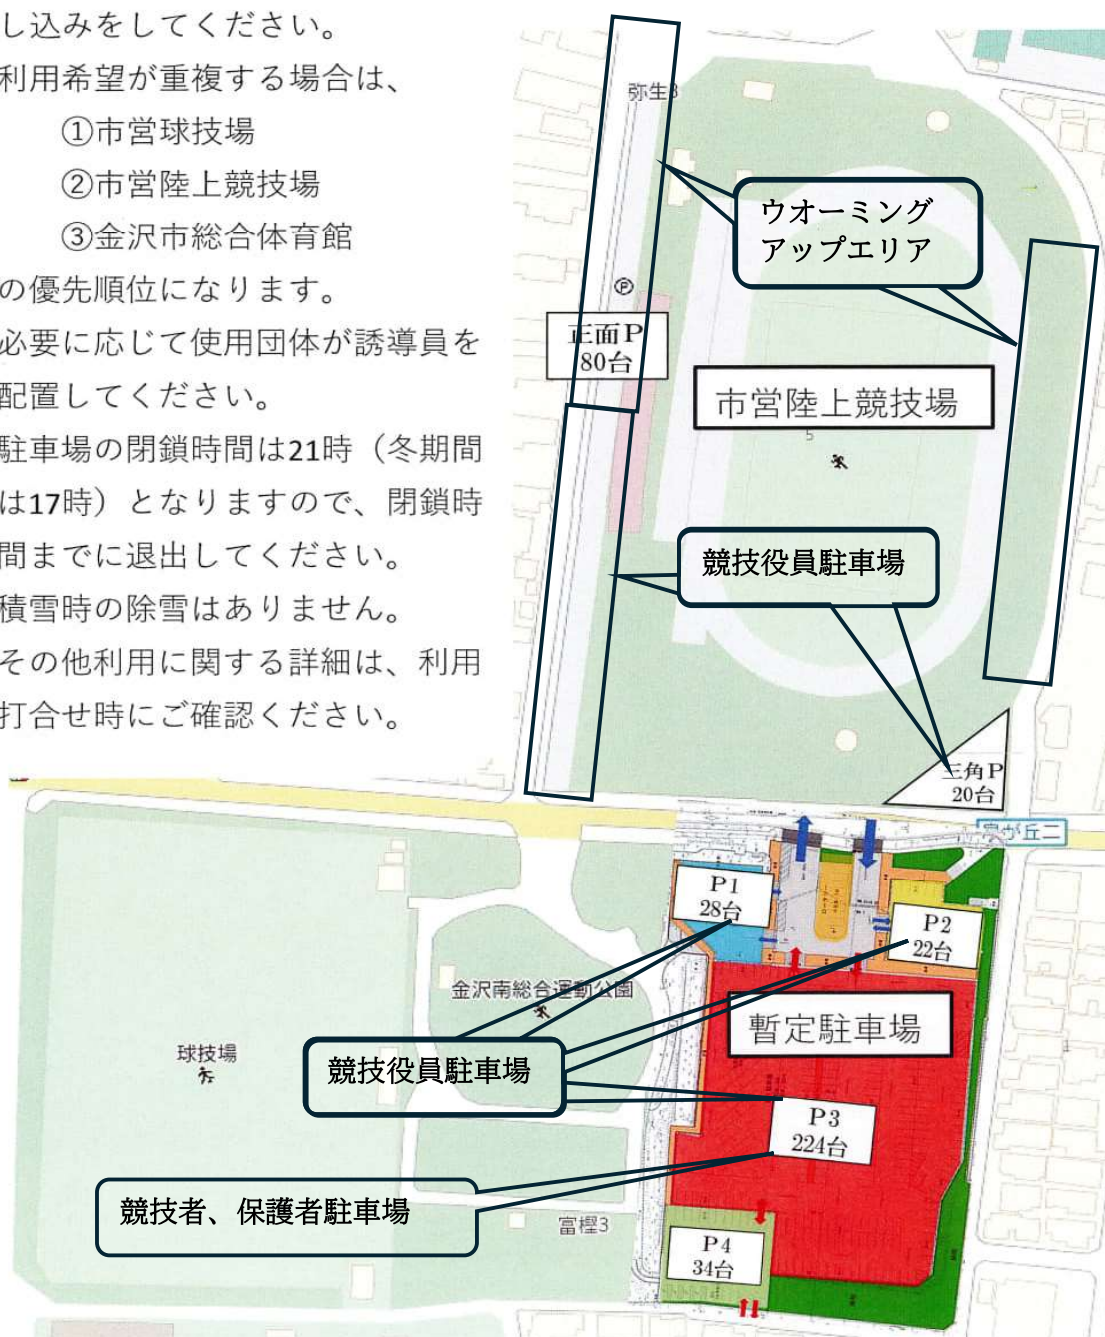 し込みをしてください。
利用希望が重複する場合は、
①市営球技場
②市営陸上競技場
③金沢市総合体育館
の優先順位になります。
必要に応じて使用団体が誘導員を
配置してください。
駐車場の閉鎖時間は21時（冬期間
は17時）となりますので、閉鎖時
間までに退出してください。
積雪時の除雪はありません。
その他利用に関する詳細は、利用
打合せ時にご確認ください。
弥生3
ウオーミング
アップエリア
P
正面P
80台
市営陸上競技場
5
競技役員駐車場
三角P
20台
が丘二
P1
28台
P2
22台
金沢南総合運動公園
暫定駐車場
球技場
競技役員駐車場
P3
224台
競技者、保護者駐車場
富樫3
P4
34台